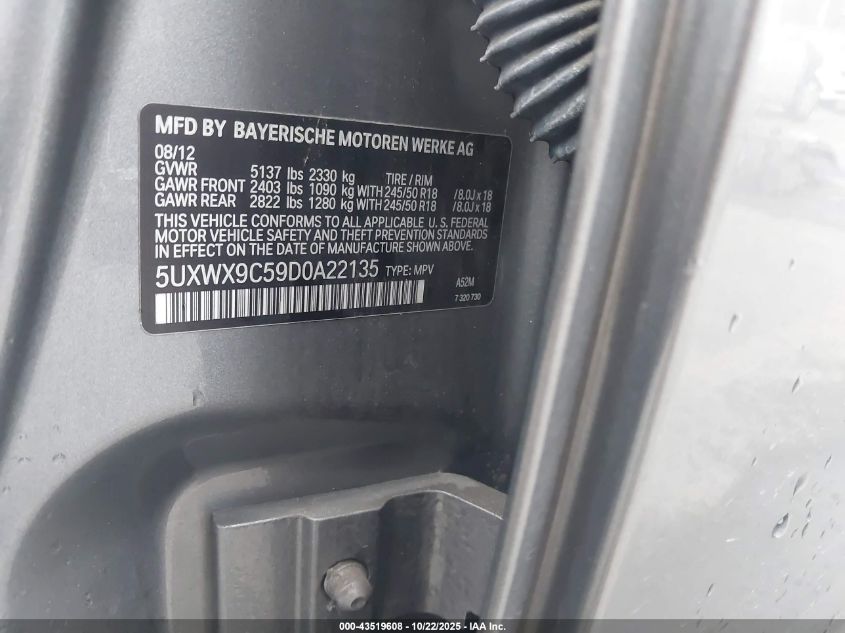 MFD BY BAYERISCHE MOTOREN WERKE AG
08/12
GVWR 5137 lbs 2330 kg TIRE / RIM
GAWR FRONT 2403 lbs 1090 kg WITH 245/50 R18 /8.0J x 18
GAWR REAR 2822 lbs 1280 kg WITH 245/50 R18 /8.0J x 18
THIS VEHICLE CONFORMS TO ALL APPLICABLE U. S. FEDERAL
MOTOR VEHICLE SAFETY AND THEFT PREVENTION STANDARDS
IN EFFECT ON THE DATE OF MANUFACTURE SHOWN ABOVE.
5UXWX9C59D0A22135 TYPE: MPV A52M
7 320 730
000-43519608 - 10/22/2025 - IAA Inc.